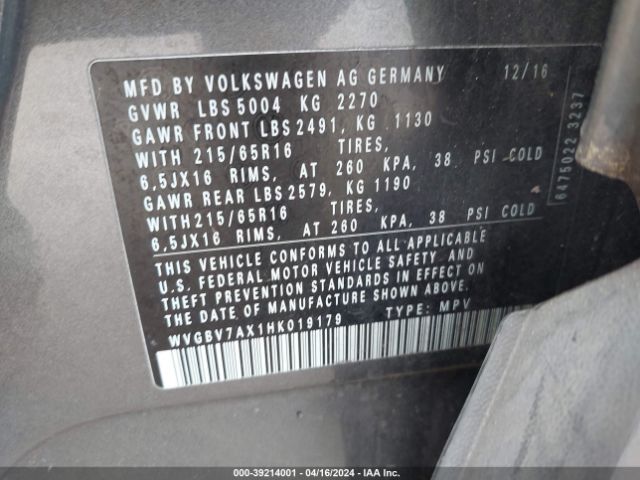 MFD BY VOLKSWAGEN AG GERMANY 12/16
GVWR LBS 5004 KG 2270
GAWR FRONT LBS 2491, KG 1130
WITH 215/65R16 TIRES,
6,5JX16 RIMS, AT 260 KPA, 38 PSI COLD
GAWR REAR LBS 2579, KG 1190
WITH 215/65R16 TIRES,
6,5JX16 RIMS, AT 260 KPA, 38 PSI COLD
THIS VEHICLE CONFORMS TO ALL APPLICABLE
U.S. FEDERAL MOTOR VEHICLE SAFETY AND
THEFT PREVENTION STANDARDS IN EFFECT ON
THE DATE OF MANUFACTURE SHOWN ABOVE
WVGBV7AX1HK019179 TYPE: MPV
6475022 3237
000-39214001 - 04/16/2024 - IAA Inc.